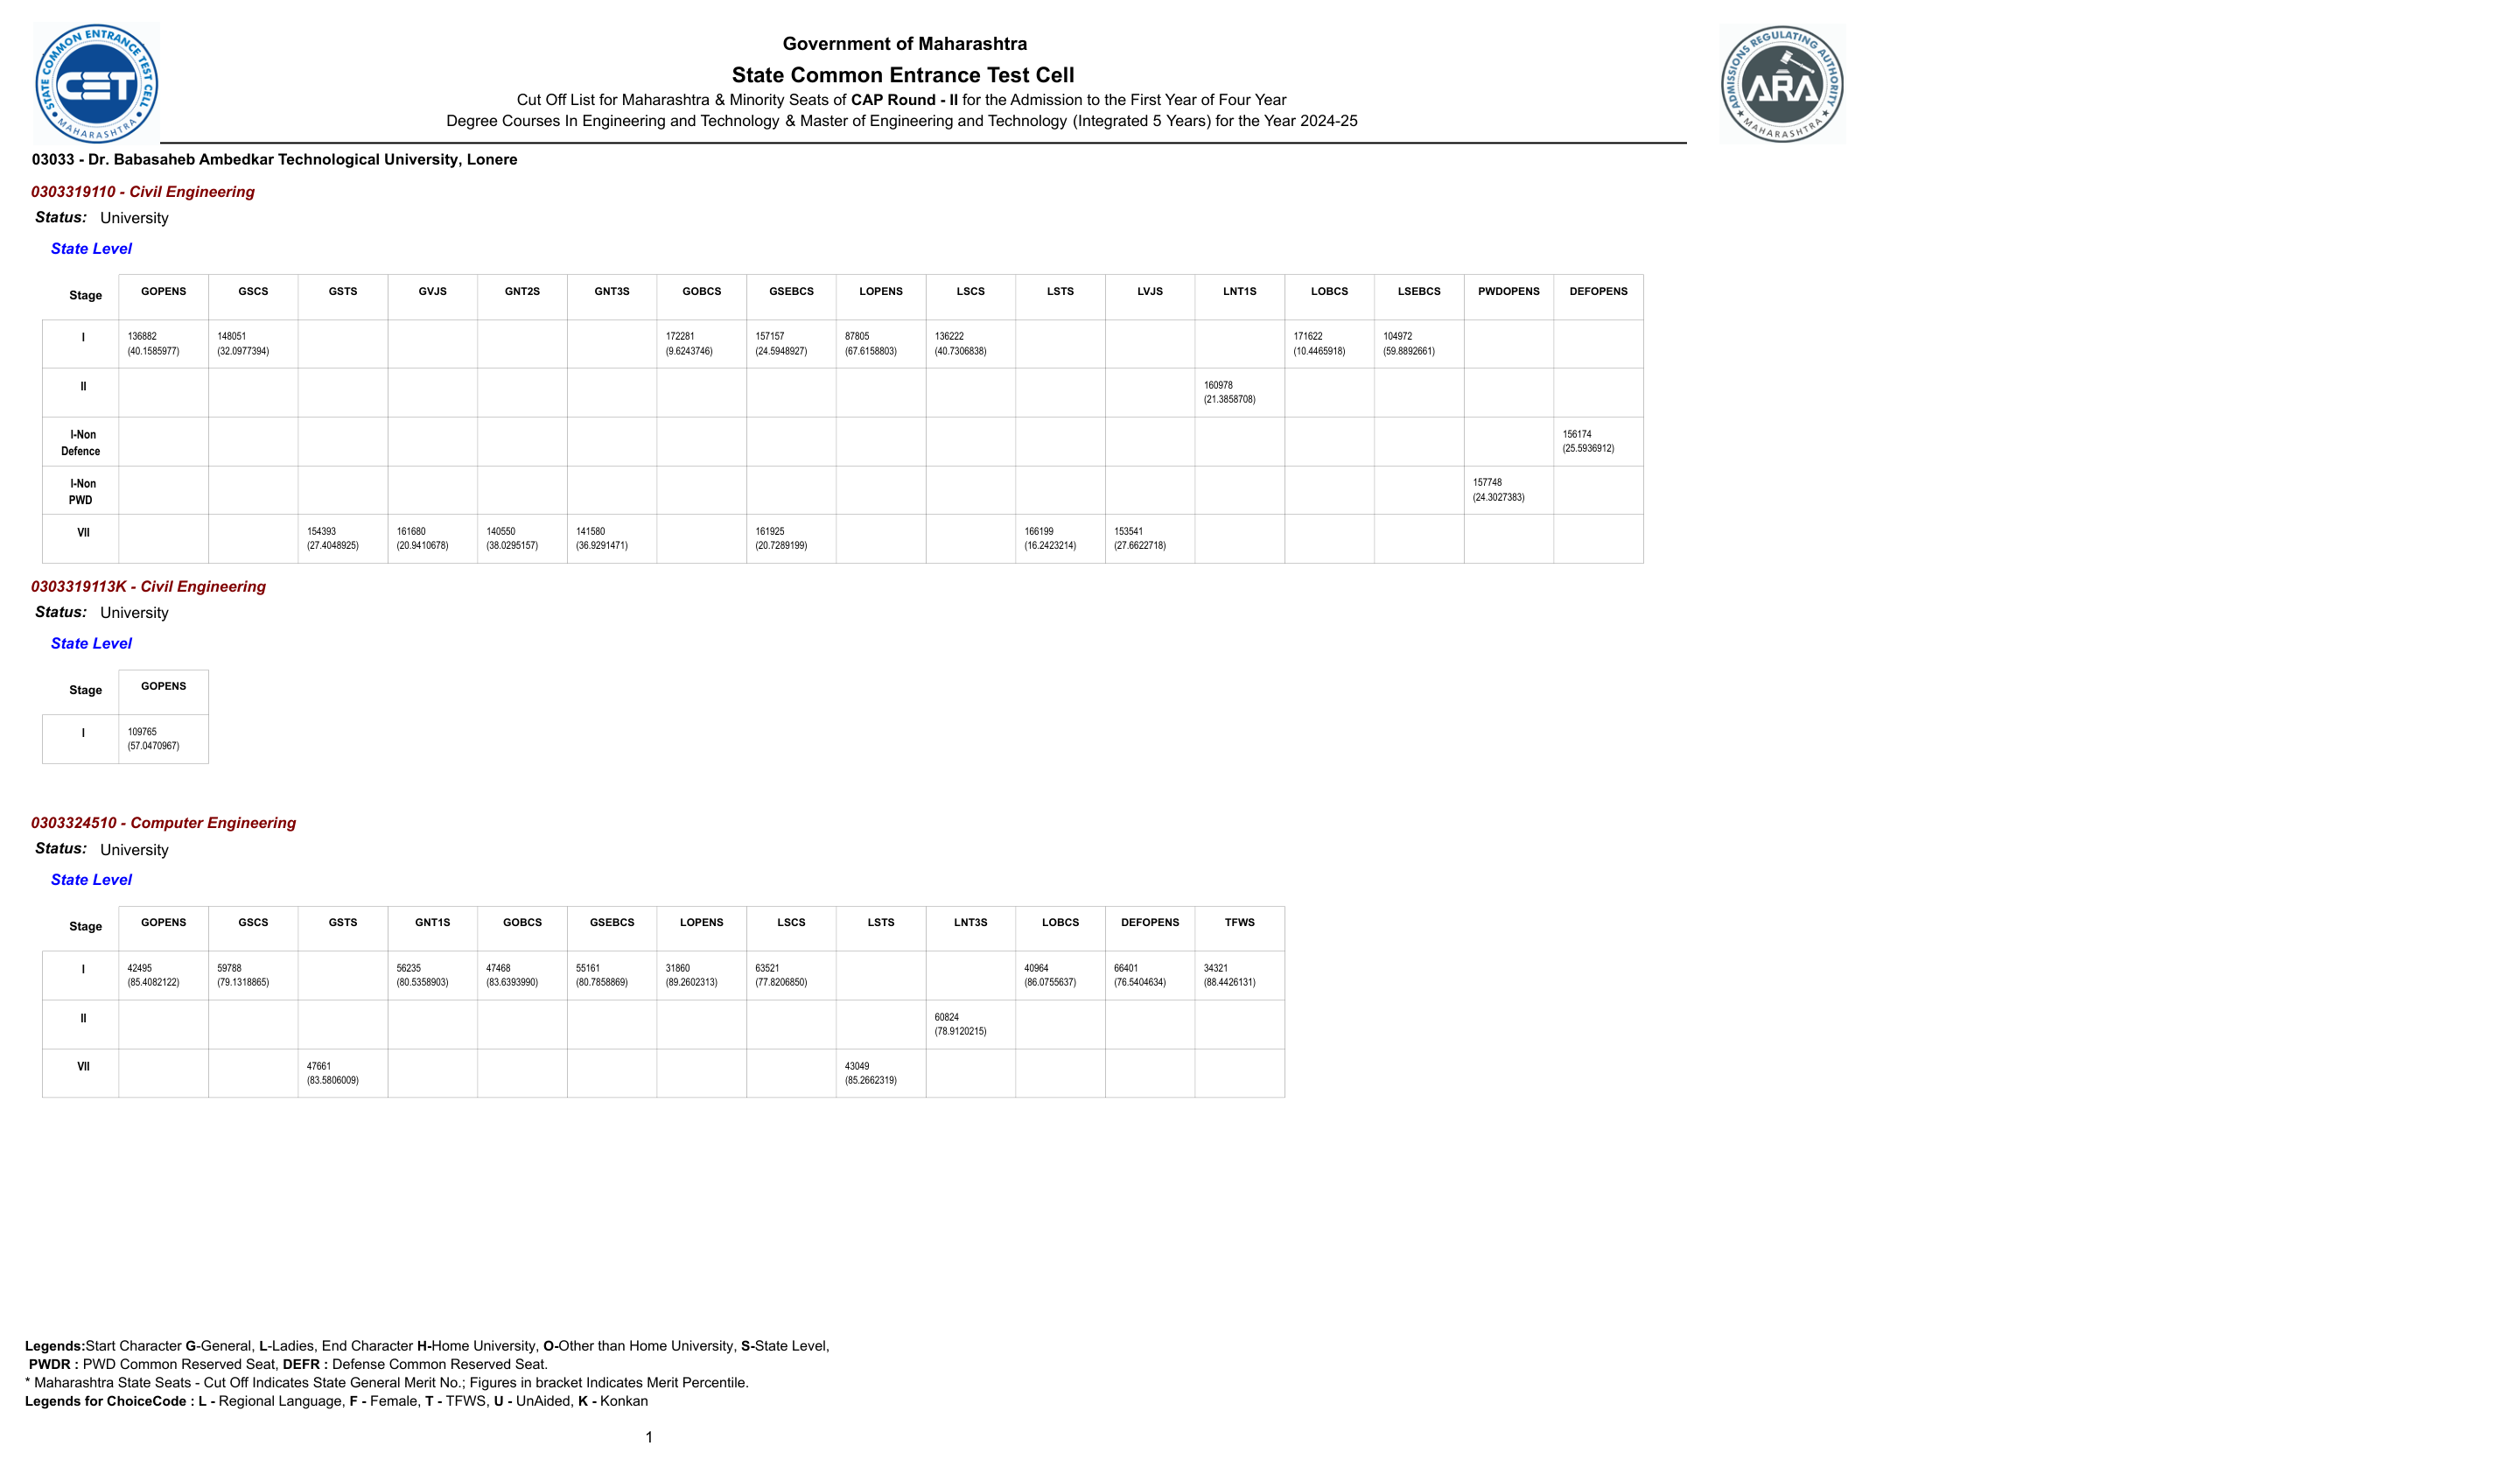 STATE COMMON ENTRANCE TEST CELL
CET
MAHARASHTRA
Government of Maharashtra
State Common Entrance Test Cell
Cut Off List for Maharashtra & Minority Seats of CAP Round - II for the Admission to the First Year of Four Year
Degree Courses In Engineering and Technology & Master of Engineering and Technology (Integrated 5 Years) for the Year 2024-25
ADMISSIONS REGULATING AUTHORITY
ARA
MAHARASHTRA
03033 - Dr. Babasaheb Ambedkar Technological University, Lonere
0303319110 - Civil Engineering
Status: University
State Level
Stage GOPENS GSCS GSTS GVJS GNT2S GNT3S GOBCS GSEBCS LOPENS LSCS LSTS LVJS LNT1S LOBCS LSEBCS PWDOPENS DEFOPENS
I 136882 148051 172281 157157 87805 136222 171622 104972
(40.1585977) (32.0977394) (9.6243746) (24.5948927) (67.6158803) (40.7306838) (10.4465918) (59.8892661)
II 160978
(21.3858708)
I-Non 156174
Defence (25.5936912)
I-Non 157748
PWD (24.3027383)
VII 154393 161680 140550 141580 161925 166199 153541
(27.4048925) (20.9410678) (38.0295157) (36.9291471) (20.7289199) (16.2423214) (27.6622718)
0303319113K - Civil Engineering
Status: University
State Level
Stage GOPENS
I 109765
(57.0470967)
0303324510 - Computer Engineering
Status: University
State Level
Stage GOPENS GSCS GSTS GNT1S GOBCS GSEBCS LOPENS LSCS LSTS LNT3S LOBCS DEFOPENS TFWS
I 42495 59788 56235 47468 55161 31860 63521 40964 66401 34321
(85.4082122) (79.1318865) (80.5358903) (83.6393990) (80.7858869) (89.2602313) (77.8206850) (86.0755637) (76.5404634) (88.4426131)
II 60824
(78.9120215)
VII 47661 43049
(83.5806009) (85.2662319)
Legends:Start Character G-General, L-Ladies, End Character H-Home University, O-Other than Home University, S-State Level,
PWDR : PWD Common Reserved Seat, DEFR : Defense Common Reserved Seat.
* Maharashtra State Seats - Cut Off Indicates State General Merit No.; Figures in bracket Indicates Merit Percentile.
Legends for ChoiceCode : L - Regional Language, F - Female, T - TFWS, U - UnAided, K - Konkan
1